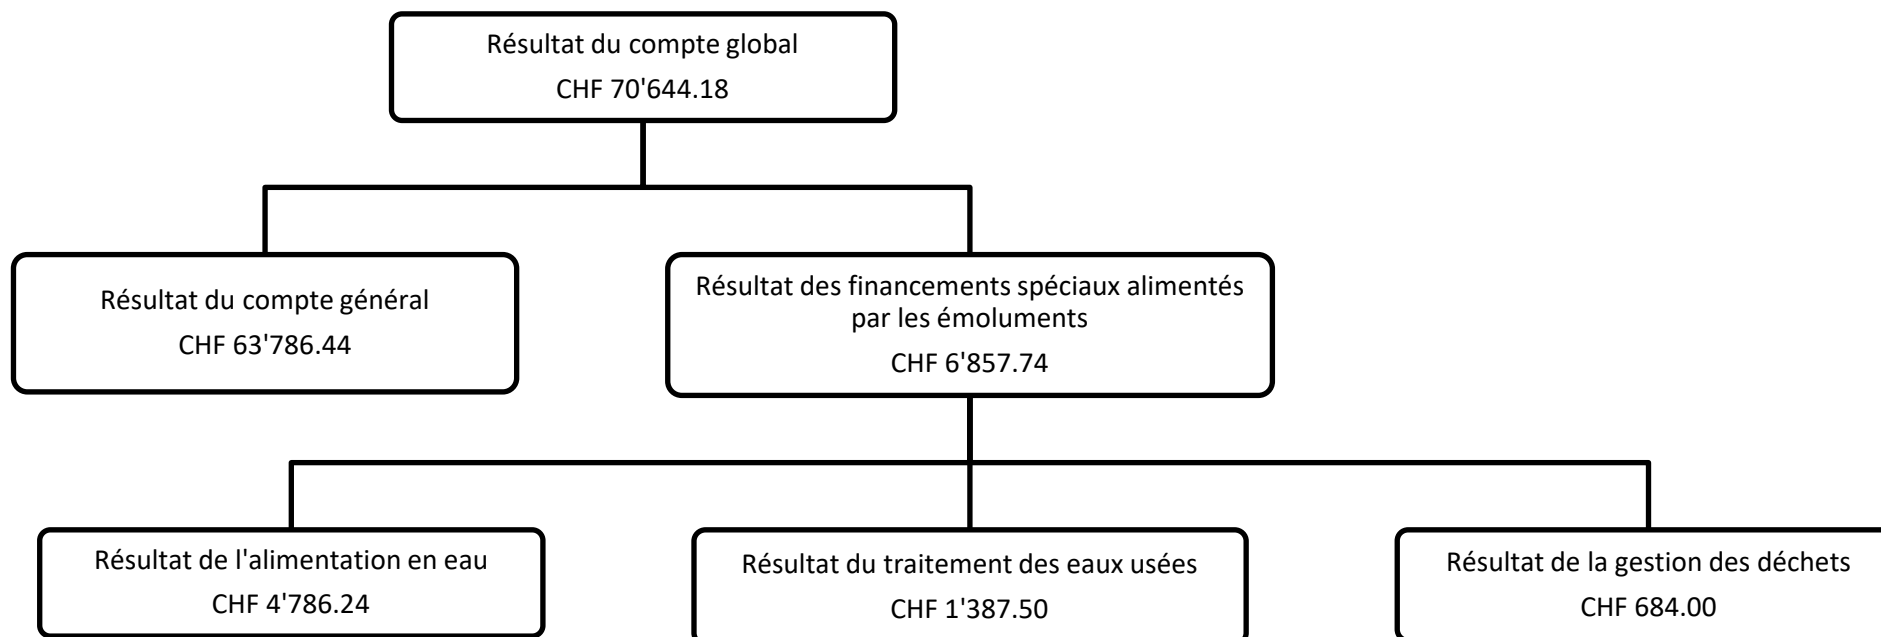 Résultat du compte global
CHF 70'644.18
Résultat du compte général
CHF 63'786.44
Résultat des financements spéciaux alimentés
par les émoluments
CHF 6'857.74
Résultat de l'alimentation en eau
CHF 4'786.24
Résultat du traitement des eaux usées
CHF 1'387.50
Résultat de la gestion des déchets
CHF 684.00